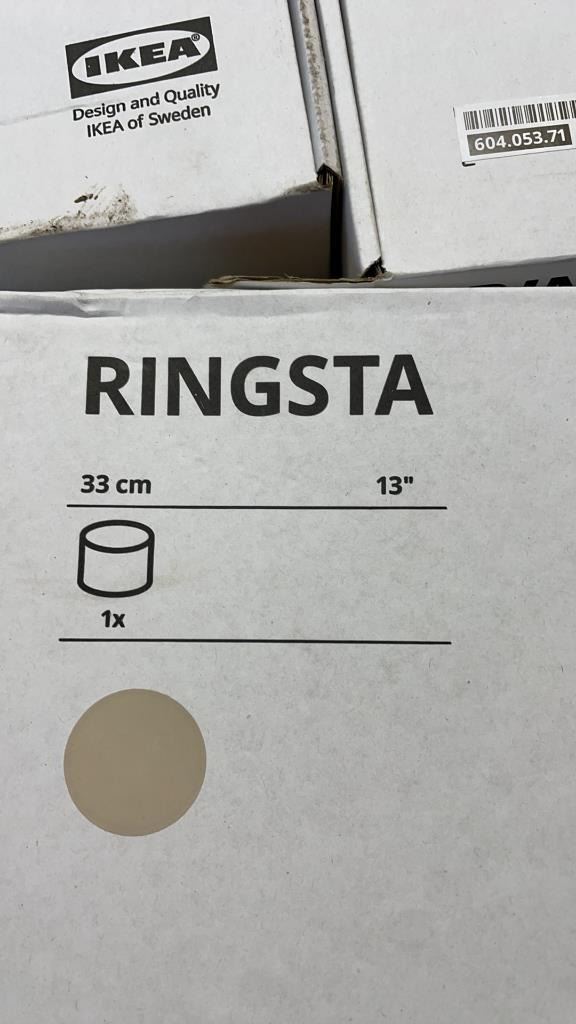 IKEA®
Design and Quality
IKEA of Sweden
604.053.71
RINGSTA
33 cm 13"
1x